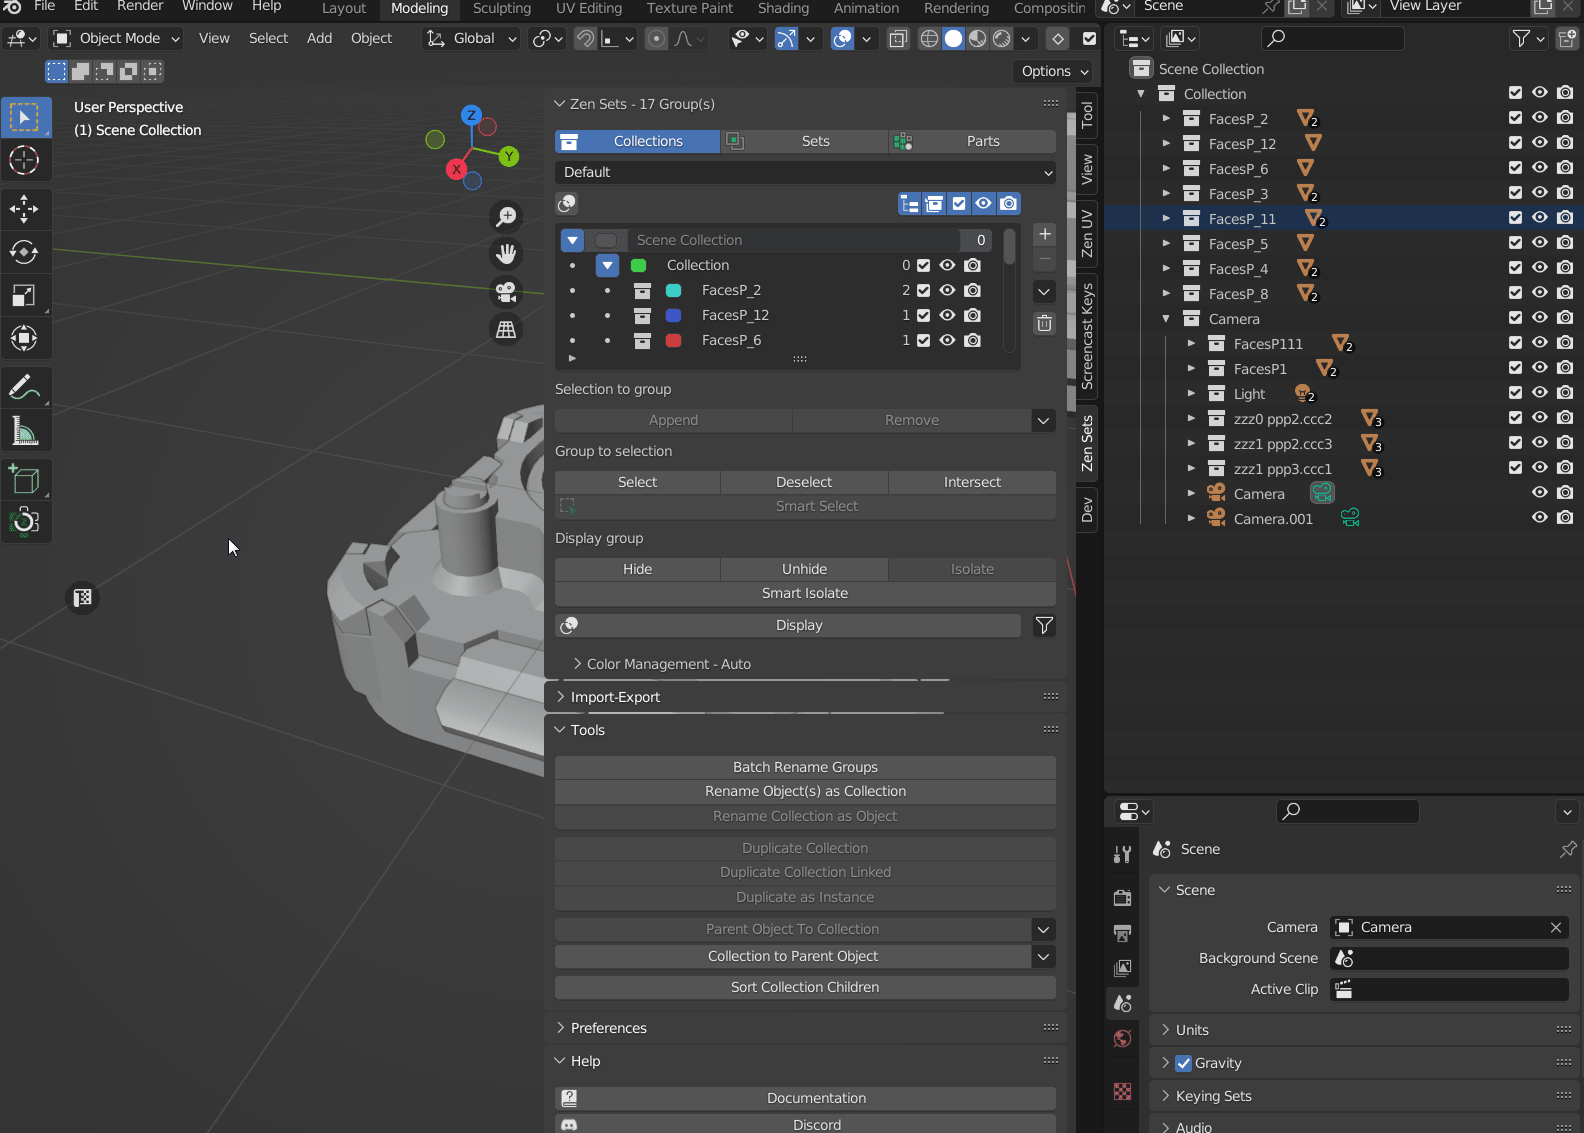 File Edit Render Window Help Layout Modeling Sculpting UV Editing Texture Paint Shading Animation Rendering Scene View Layer
Object Mode View Select Add Object Global
Options
User Perspective
(1) Scene Collection
Z
Y
X
Zen Sets - 17 Group(s)
Collections Sets Parts
Default
Scene Collection 0
Collection 0
FacesP_2 2
FacesP_12 1
FacesP_6 1
Selection to group
Append Remove
Group to selection
Select Deselect Intersect
Smart Select
Display group
Hide Unhide Isolate
Smart Isolate
Display
Color Management - Auto
Import-Export
Tools
Batch Rename Groups
Rename Object(s) as Collection
Rename Collection as Object
Duplicate Collection
Duplicate Collection Linked
Duplicate as Instance
Parent Object To Collection
Collection to Parent Object
Sort Collection Children
Preferences
Help
Documentation
Discord
Tool
View
Zen UV
Screencast Keys
Zen Sets
Dev
Scene Collection
Collection
FacesP_2 2
FacesP_12
FacesP_6
FacesP_3 2
FacesP_11 2
FacesP_5
FacesP_4 2
FacesP_8 2
Camera
FacesP111 2
FacesP1 2
Light 2
zzz0 ppp2.ccc2 3
zzz1 ppp2.ccc3 3
zzz1 ppp3.ccc1 3
Camera
Camera.001
Scene
Scene
Camera Camera
Background Scene
Active Clip
Units
Gravity
Keying Sets
Audio